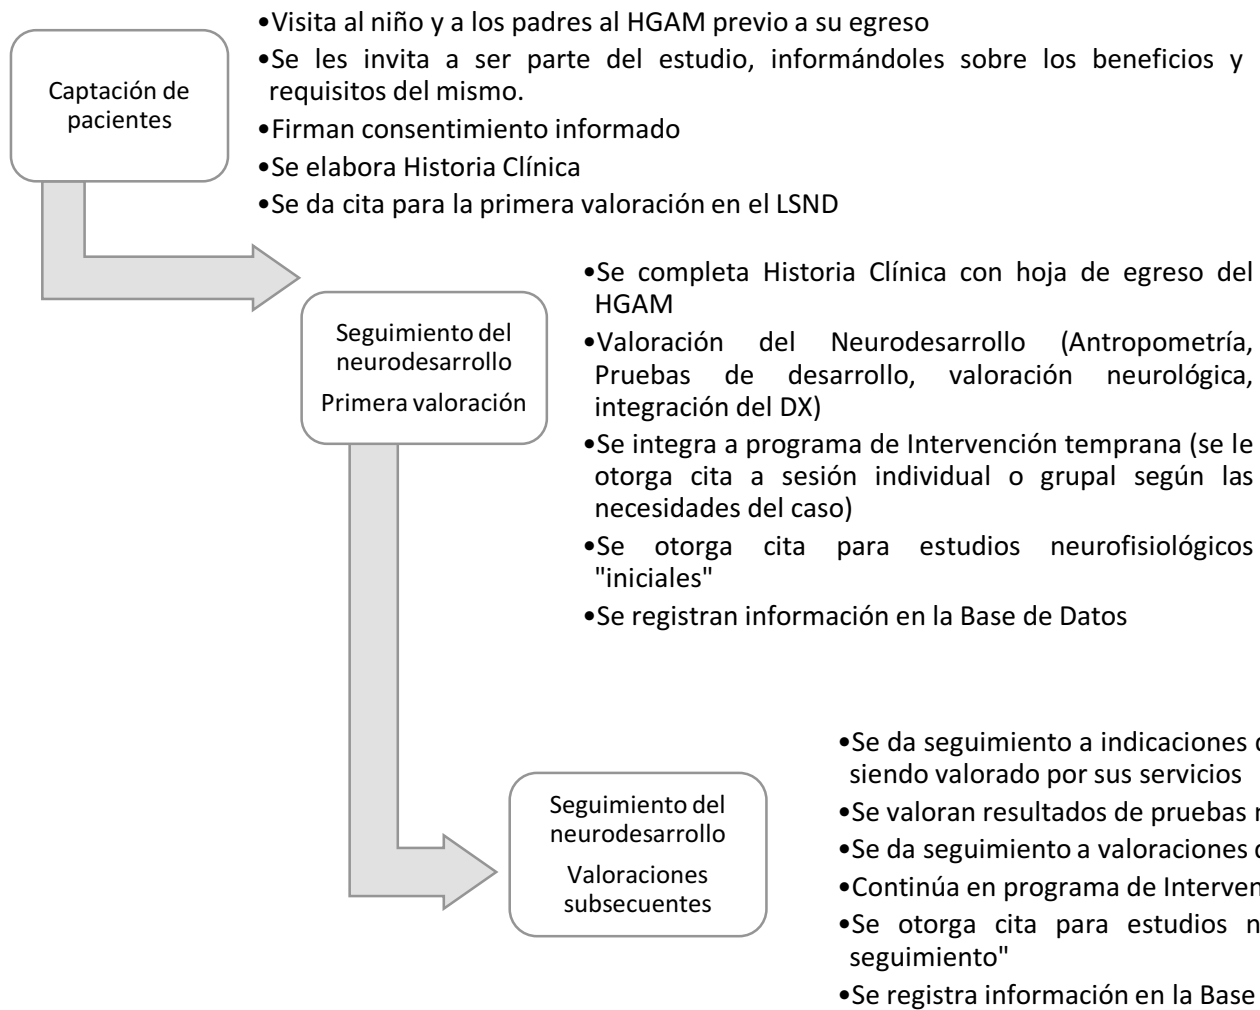 Captación de
pacientes
•Visita al niño y a los padres al HGAM previo a su egreso
•Se les invita a ser parte del estudio, informándoles sobre los beneficios y
requisitos del mismo.
•Firman consentimiento informado
•Se elabora Historia Clínica
•Se da cita para la primera valoración en el LSND
Seguimiento del
neurodesarrollo
Primera valoración
•Se completa Historia Clínica con hoja de egreso del
HGAM
•Valoración del Neurodesarrollo (Antropometría,
Pruebas de desarrollo, valoración neurológica,
integración del DX)
•Se integra a programa de Intervención temprana (se le
otorga cita a sesión individual o grupal según las
necesidades del caso)
•Se otorga cita para estudios neurofisiológicos
"iniciales"
•Se registran información en la Base de Datos
Seguimiento del
neurodesarrollo
Valoraciones
subsecuentes
•Se da seguimiento a indicaciones
siendo valorado por sus servicios
•Se valoran resultados de pruebas
•Se da seguimiento a valoraciones
•Continúa en programa de
•Se otorga cita para estudios
seguimiento"
•Se registra información en la Base